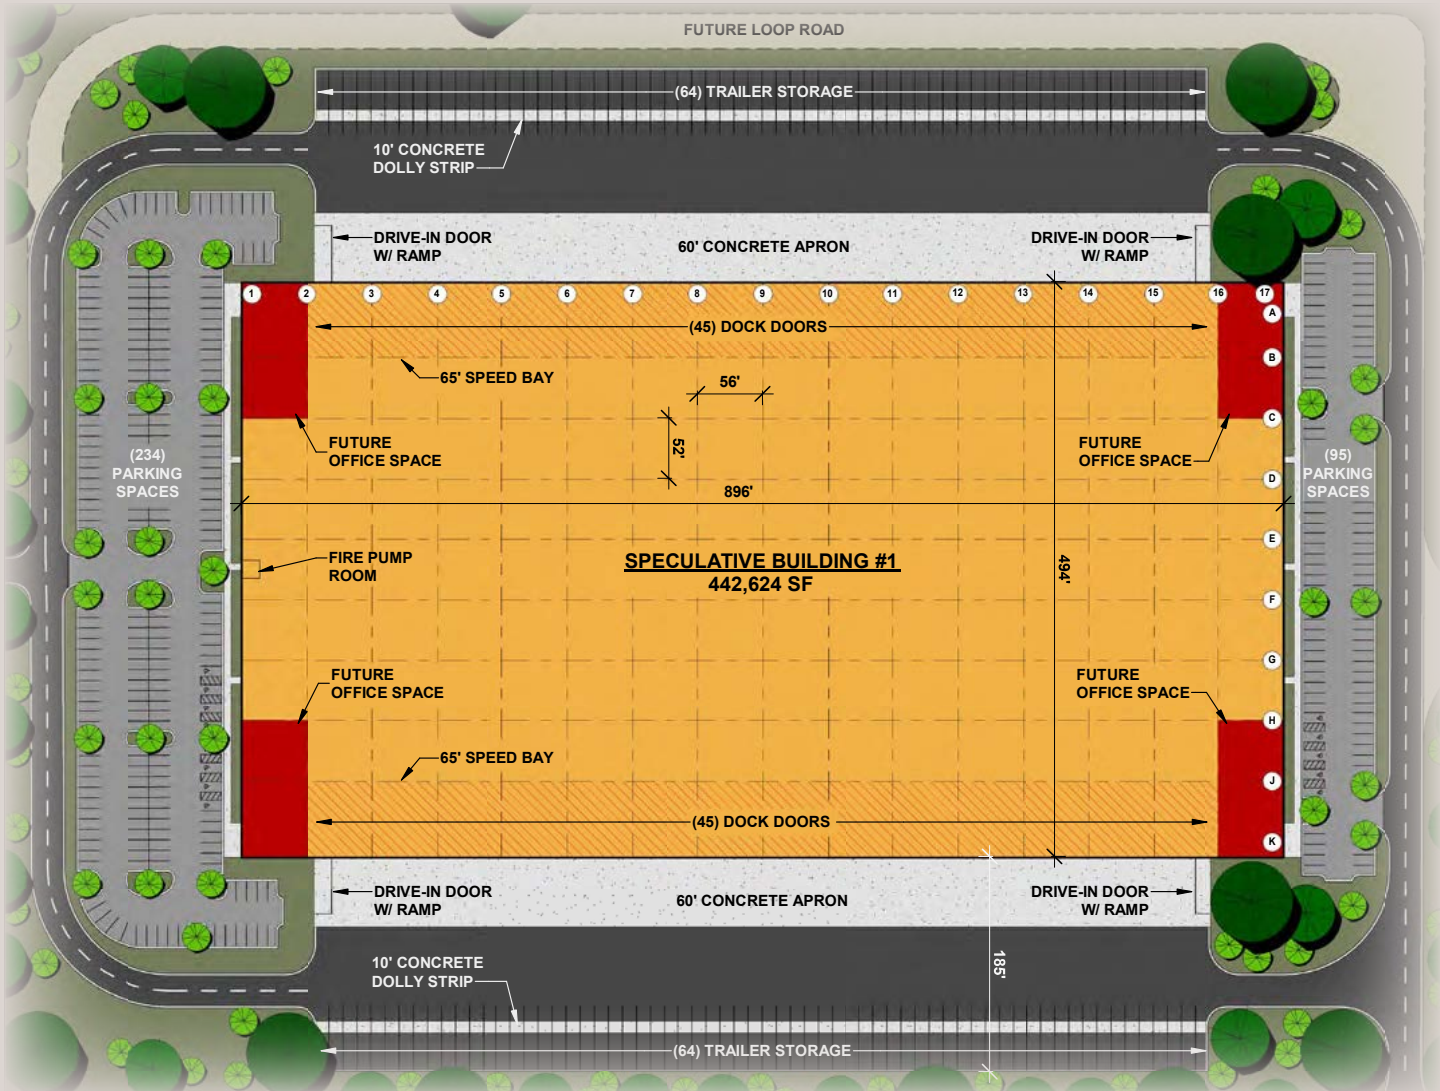 FUTURE LOOP ROAD
(64) TRAILER STORAGE
10' CONCRETE
DOLLY STRIP
DRIVE-IN DOOR
W/ RAMP
60' CONCRETE APRON
DRIVE-IN DOOR
W/ RAMP
1 2 3 4 5 6 7 8 9 10 11 12 13 14 15 16 17
A
(45) DOCK DOORS
B
65' SPEED BAY
56'
C
FUTURE
OFFICE SPACE
52'
FUTURE
OFFICE SPACE
(234)
PARKING
SPACES
(95)
PARKING
SPACES
D
896'
E
FIRE PUMP
ROOM
SPECULATIVE BUILDING #1
442,624 SF
494'
F
G
FUTURE
OFFICE SPACE
FUTURE
OFFICE SPACE
H
65' SPEED BAY
J
(45) DOCK DOORS
K
DRIVE-IN DOOR
W/ RAMP
60' CONCRETE APRON
DRIVE-IN DOOR
W/ RAMP
185'
10' CONCRETE
DOLLY STRIP
(64) TRAILER STORAGE